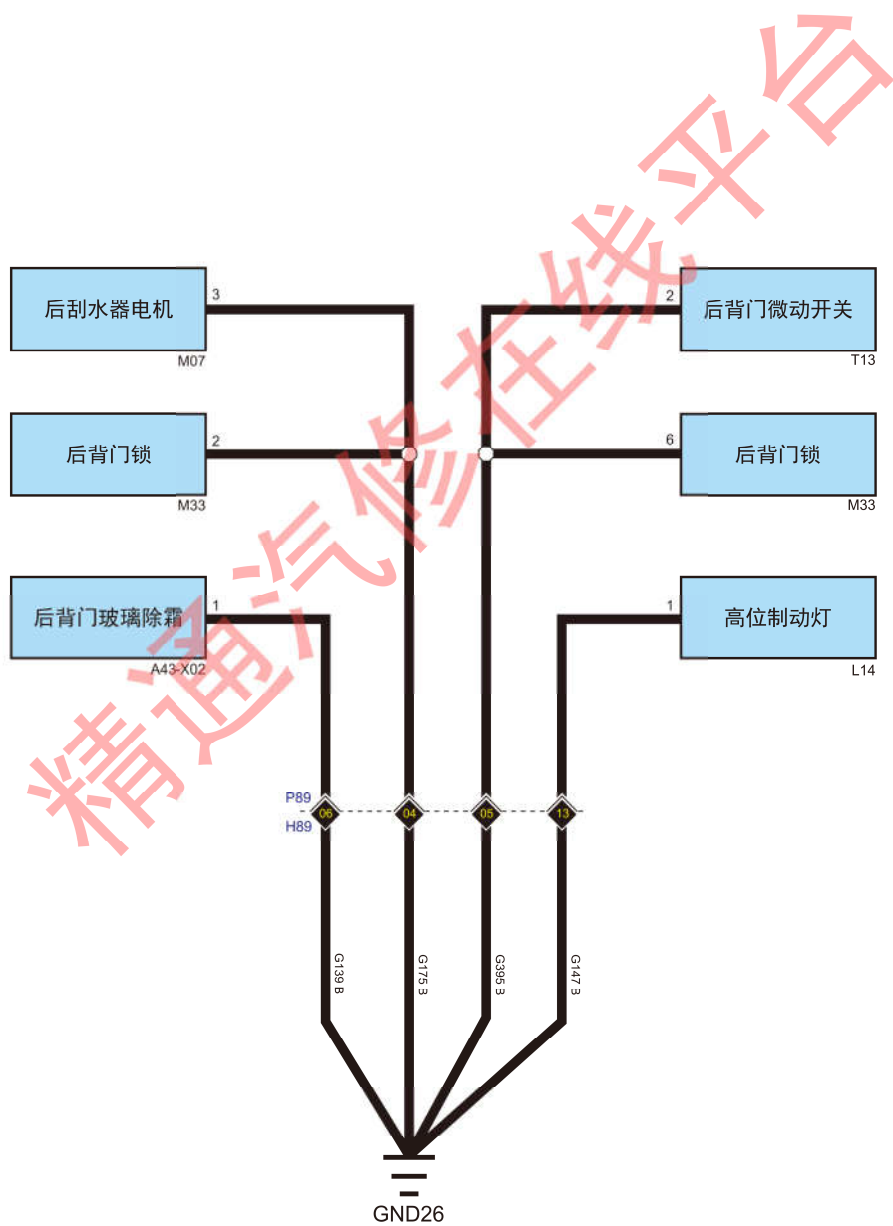 精通汽修在线平台
后刮水器电机
3
M07
2
后背门微动开关
T13
后背门锁
2
M33
6
后背门锁
M33
后背门玻璃除霜
1
A43-X02
1
高位制动灯
L14
P89
H89
06
04
05
13
G139 B
G175 B
G395 B
G147 B
GND26